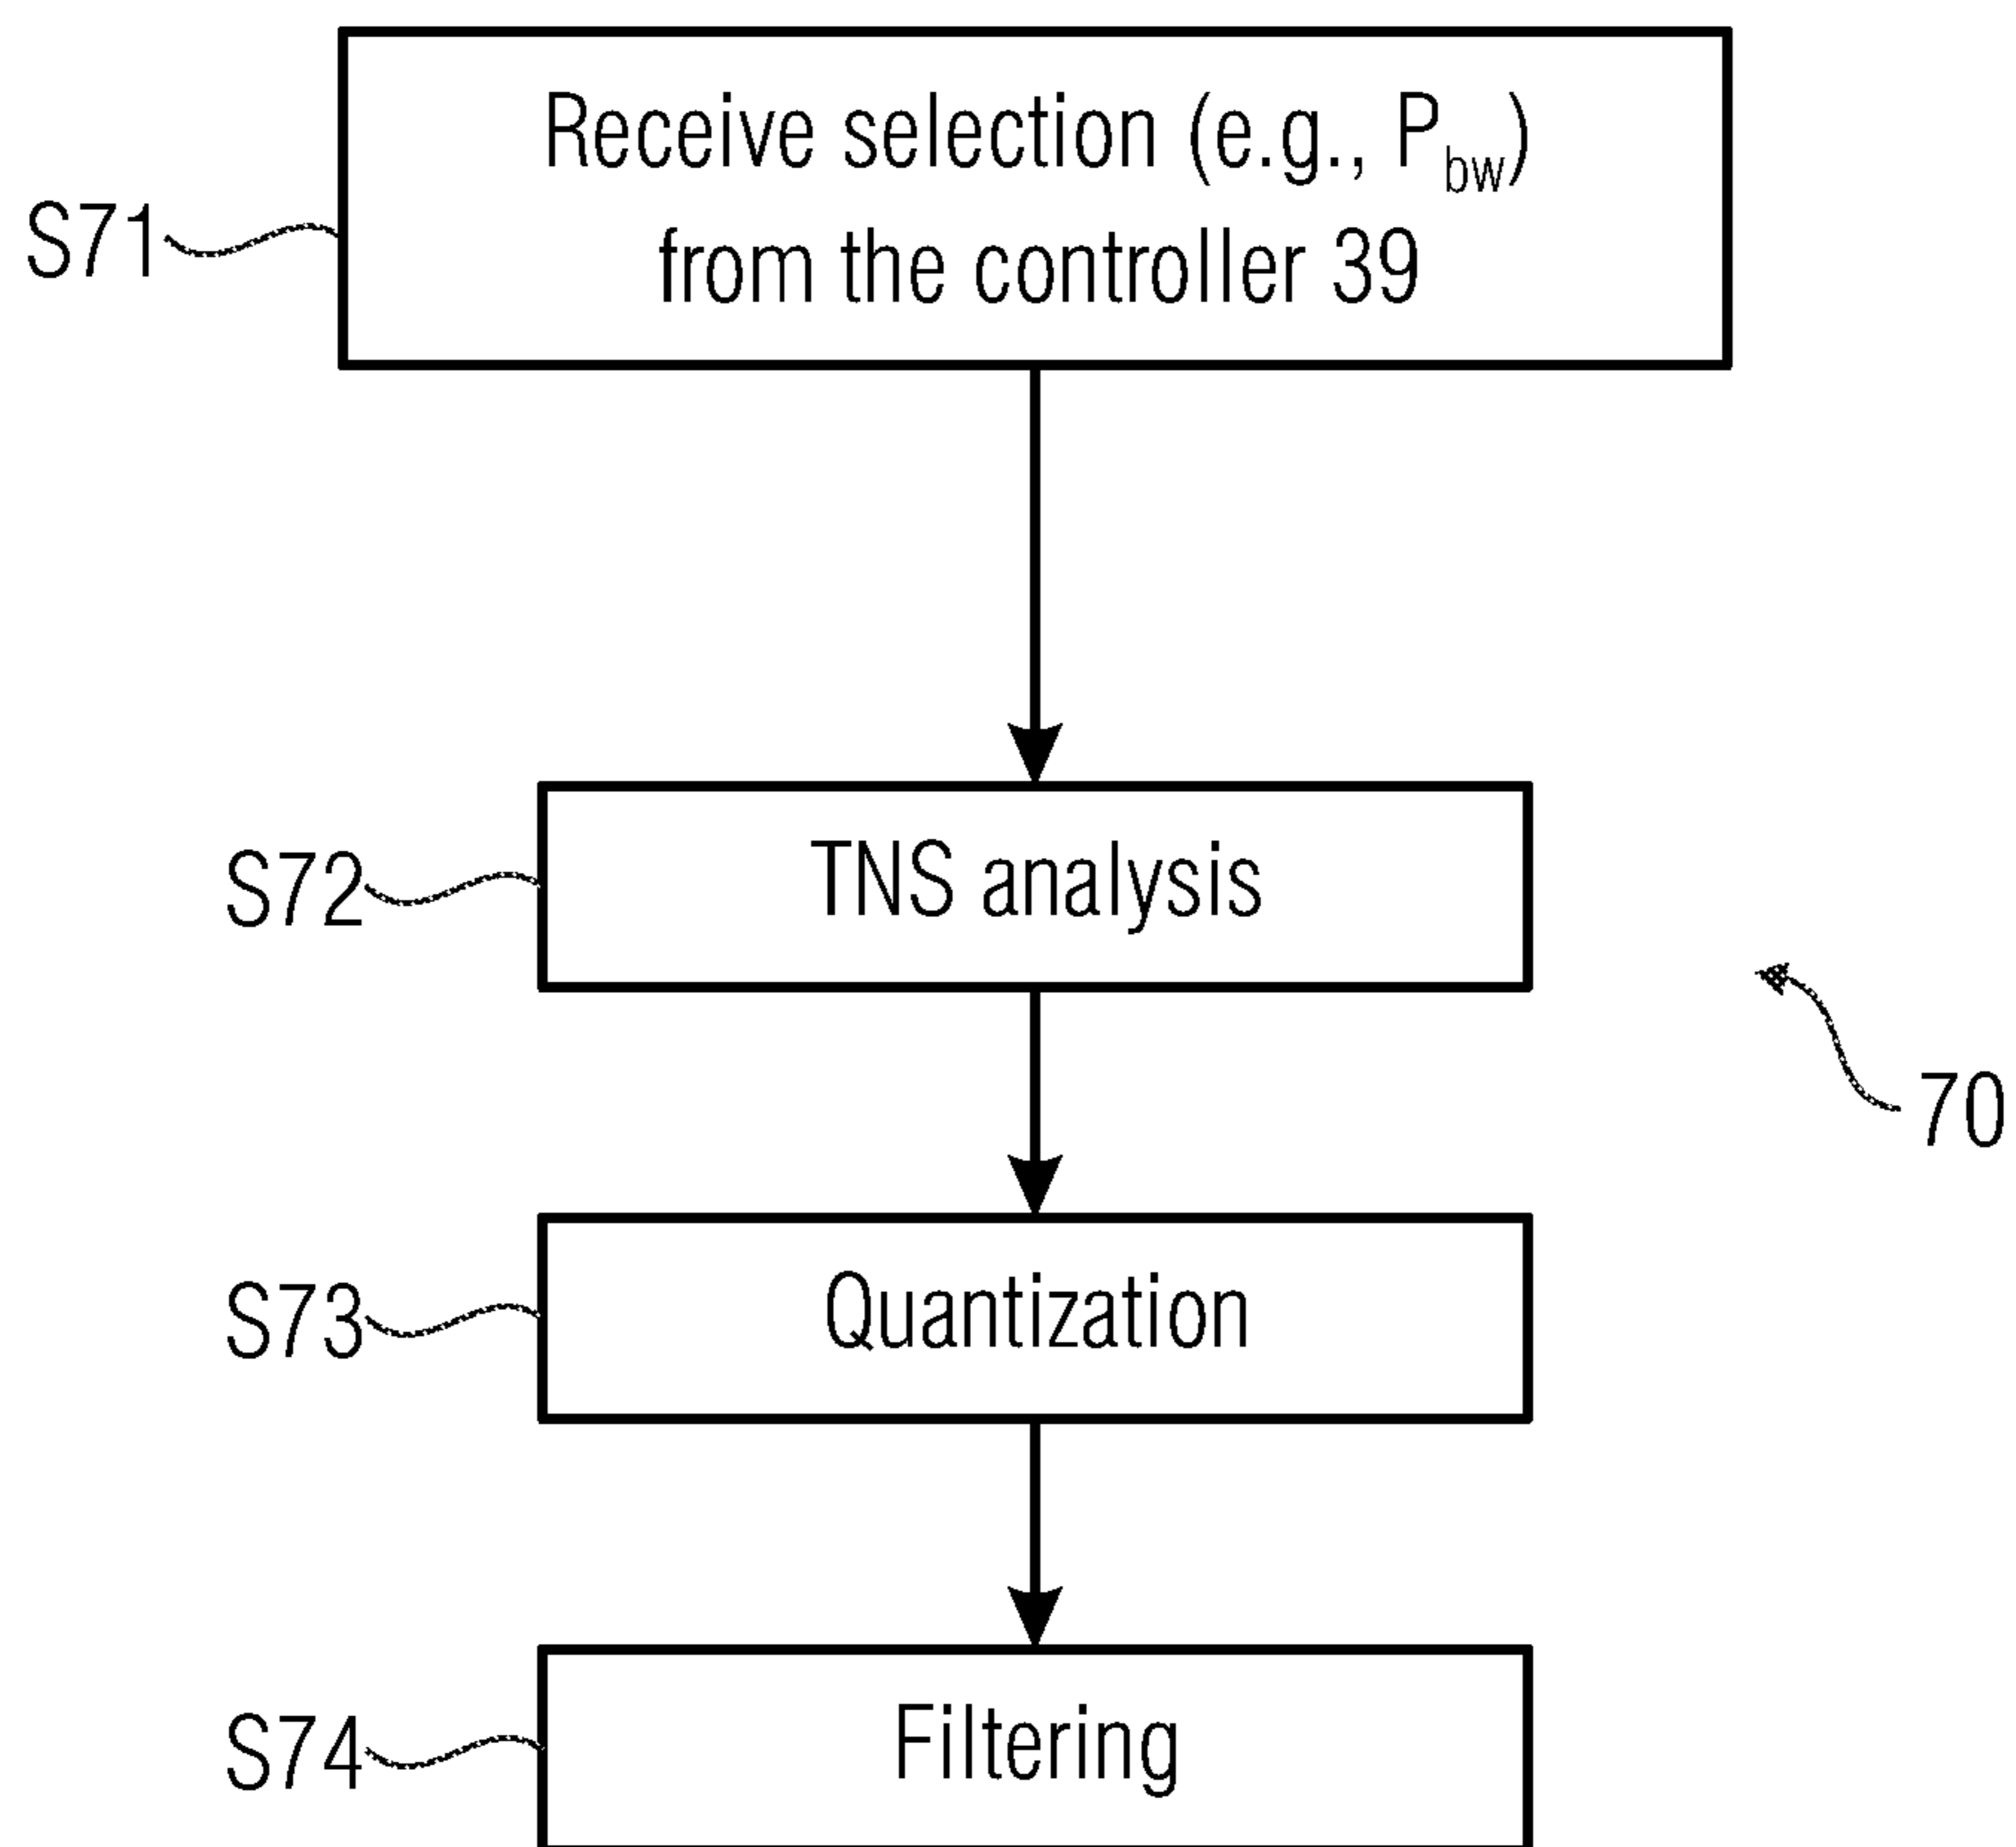 Receive selection (e.g., Pbw)
from the controller 39
S71
TNS analysis
S72
70
Quantization
S73
Filtering
S74